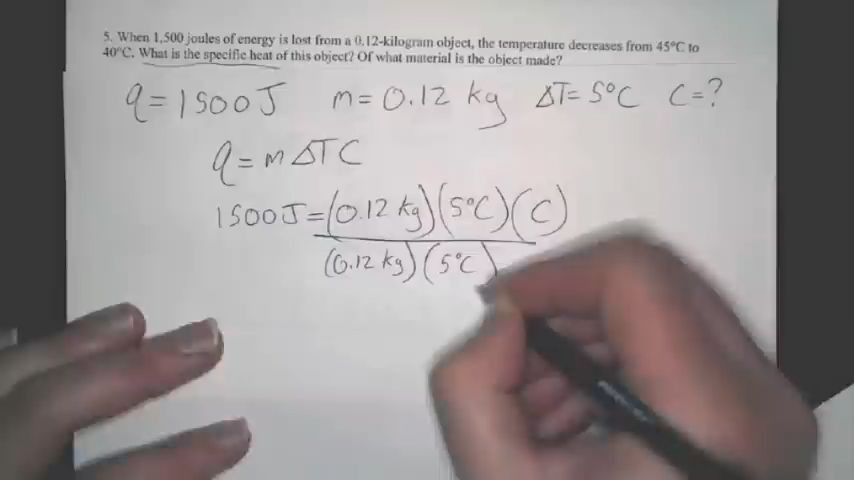 5. When 1,500 joules of energy is lost from a 0.12-kilogram object, the temperature decreases from 45°C to
40°C. What is the specific heat of this object? Of what material is the object made?
q = 1500J m = 0.12 kg ΔT= 5°C C = ?
q = m ΔT C
1500J = (0.12 kg)(5°C)(C)
(0.12 kg)(5°C)